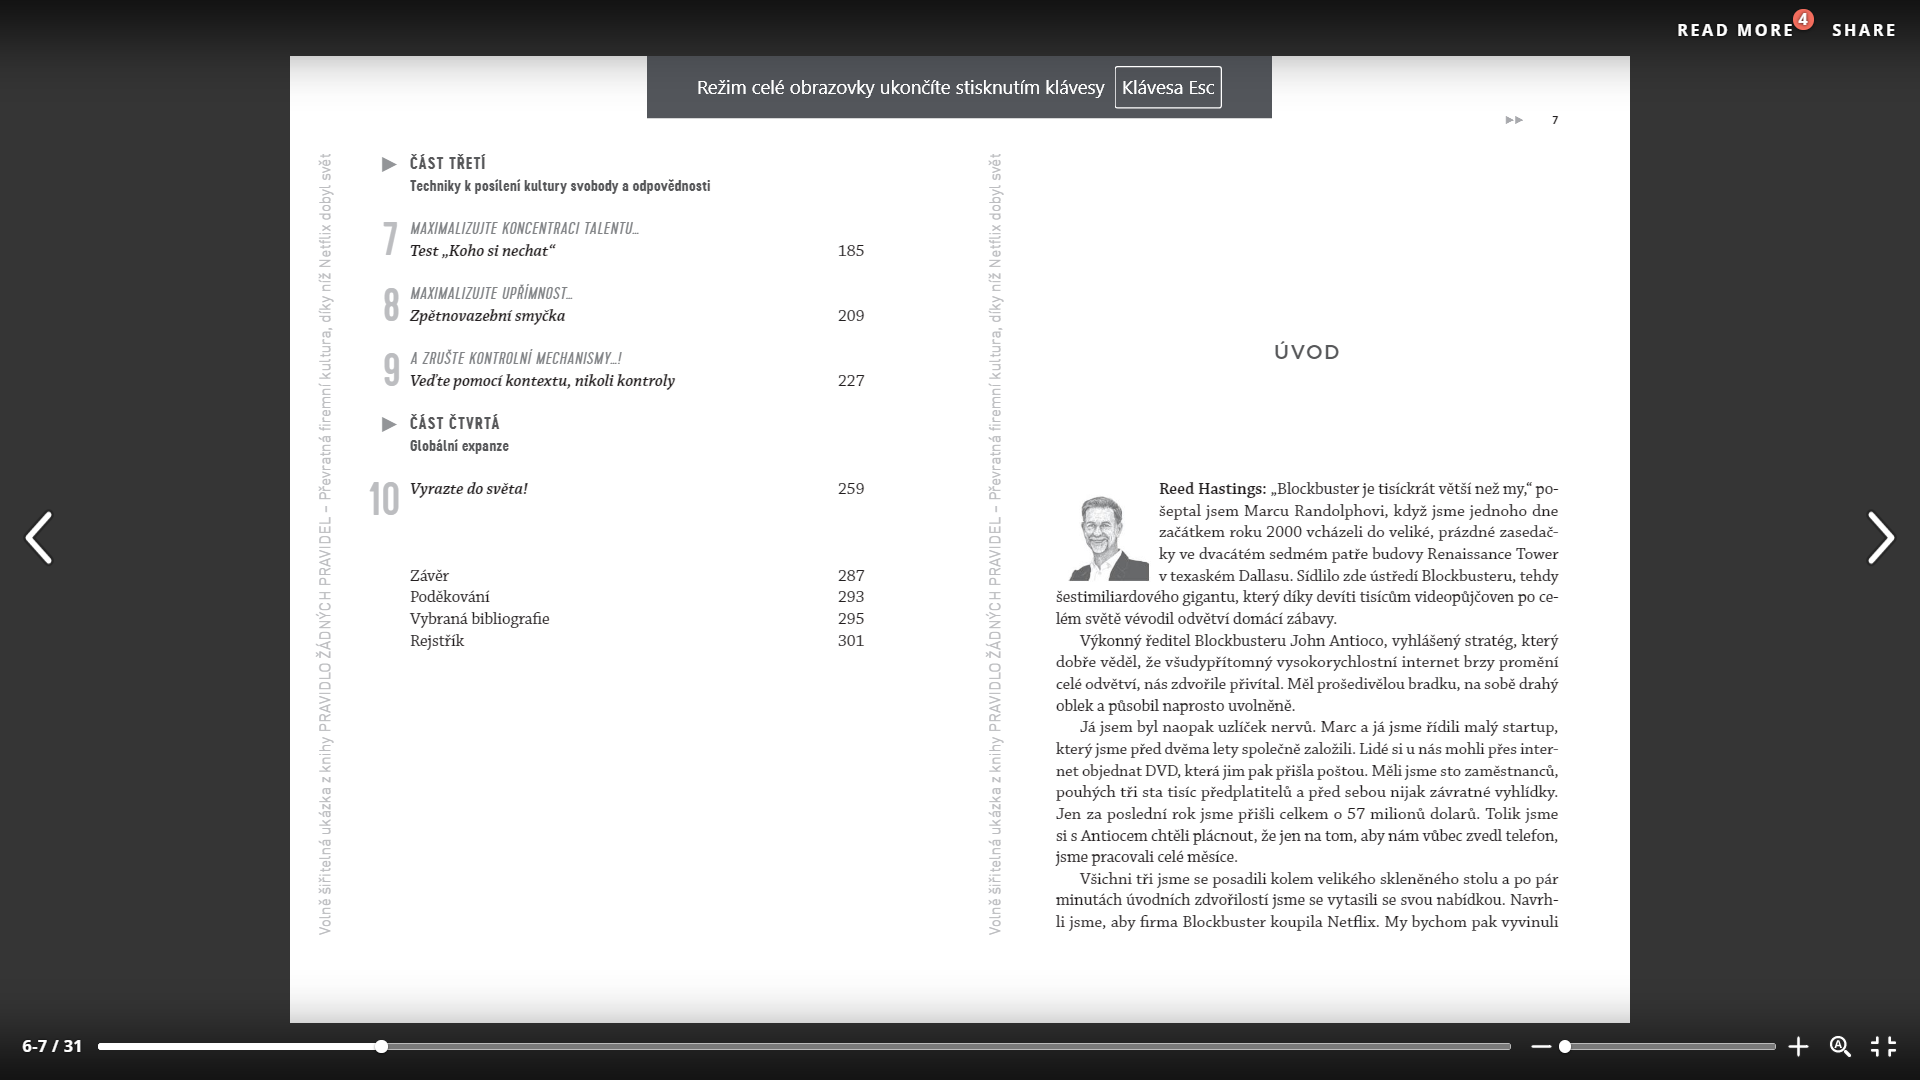 READ MORE 4 SHARE
Režim celé obrazovky ukončíte stisknutím klávesy Klávesa Esc
Volně šiřitelná ukázka z knihy PRAVIDLO ŽÁDNÝCH PRAVIDEL – Převratná firemní kultura, díky níž Netflix dobyl svět
ČÁST TŘETÍ
Techniky k posílení kultury svobody a odpovědnosti
7 MAXIMALIZUJTE KONCENTRACI TALENTU…
Test „Koho si nechat“ 185
8 MAXIMALIZUJTE UPŘÍMNOST…
Zpětnovazební smyčka 209
9 A ZRUŠTE KONTROLNÍ MECHANISMY…!
Veďte pomocí kontextu, nikoli kontroly 227
ČÁST ČTVRTÁ
Globální expanze
10 Vyrazte do světa! 259
Závěr 287
Poděkování 293
Vybraná bibliografie 295
Rejstřík 301
Volně šiřitelná ukázka z knihy PRAVIDLO ŽÁDNÝCH PRAVIDEL – Převratná firemní kultura, díky níž Netflix dobyl svět
7
ÚVOD
Reed Hastings: „Blockbuster je tisíckrát větší než my,“ po-
šeptal jsem Marcu Randolphovi, když jsme jednoho dne
začátkem roku 2000 vcházeli do veliké, prázdné zasedač-
ky ve dvacátém sedmém patře budovy Renaissance Tower
v texaském Dallasu. Sídlilo zde ústředí Blockbusteru, tehdy
šestimiliardového gigantu, který díky devíti tisícům videopůjčoven po ce-
lém světě vévodil odvětví domácí zábavy.
Výkonný ředitel Blockbusteru John Antioco, vyhlášený stratég, který
dobře věděl, že všudypřítomný vysokorychlostní internet brzy promění
celé odvětví, nás zdvořile přivítal. Měl prošedivělou bradku, na sobě drahý
oblek a působil naprosto uvolněně.
Já jsem byl naopak uzlíček nervů. Marc a já jsme řídili malý startup,
který jsme před dvěma lety společně založili. Lidé si u nás mohli přes inter-
net objednat DVD, která jim pak přišla poštou. Měli jsme sto zaměstnanců,
pouhých tři sta tisíc předplatitelů a před sebou nijak závratné vyhlídky.
Jen za poslední rok jsme přišli celkem o 57 milionů dolarů. Tolik jsme
si s Antiocem chtěli plácnout, že jen na tom, aby nám vůbec zvedl telefon,
jsme pracovali celé měsíce.
Všichni tři jsme se posadili kolem velikého skleněného stolu a po pár
minutách úvodních zdvořilostí jsme se vytasili se svou nabídkou. Navrh-
li jsme, aby firma Blockbuster koupila Netflix. My bychom pak vyvinuli
6-7 / 31